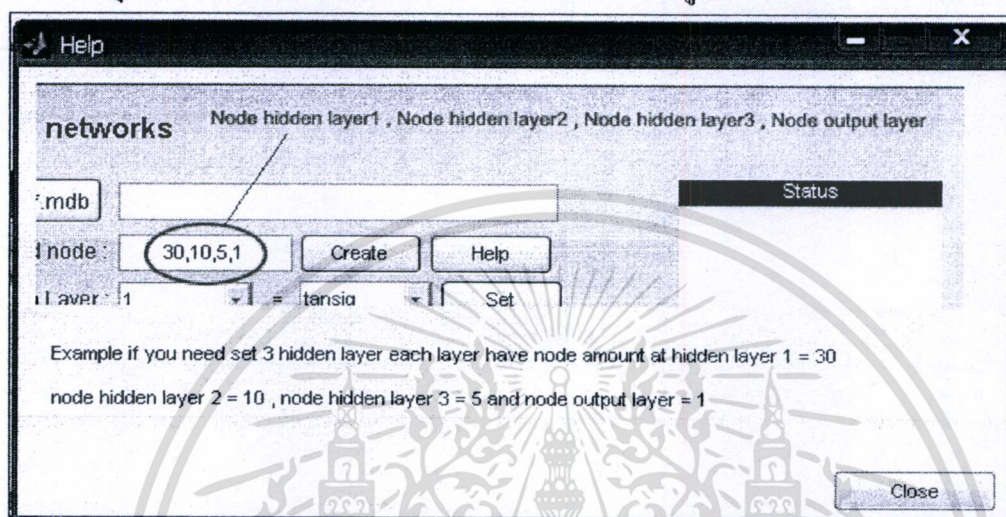 Help
networks
Node hidden layer1 , Node hidden layer2 , Node hidden layer3 , Node output layer
.mdb
Status
node :
30,10,5,1
Create
Help
Layer :
1
=
tansig
Set
Example if you need set 3 hidden layer each layer have node amount at hidden layer 1 = 30
node hidden layer 2 = 10 , node hidden layer 3 = 5 and node output layer = 1
Close